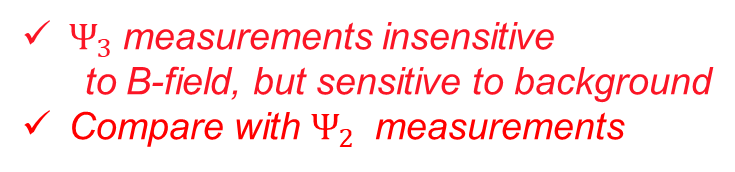 ✓ Ψ₃ measurements insensitive
to B-field, but sensitive to background
✓ Compare with Ψ₂ measurements